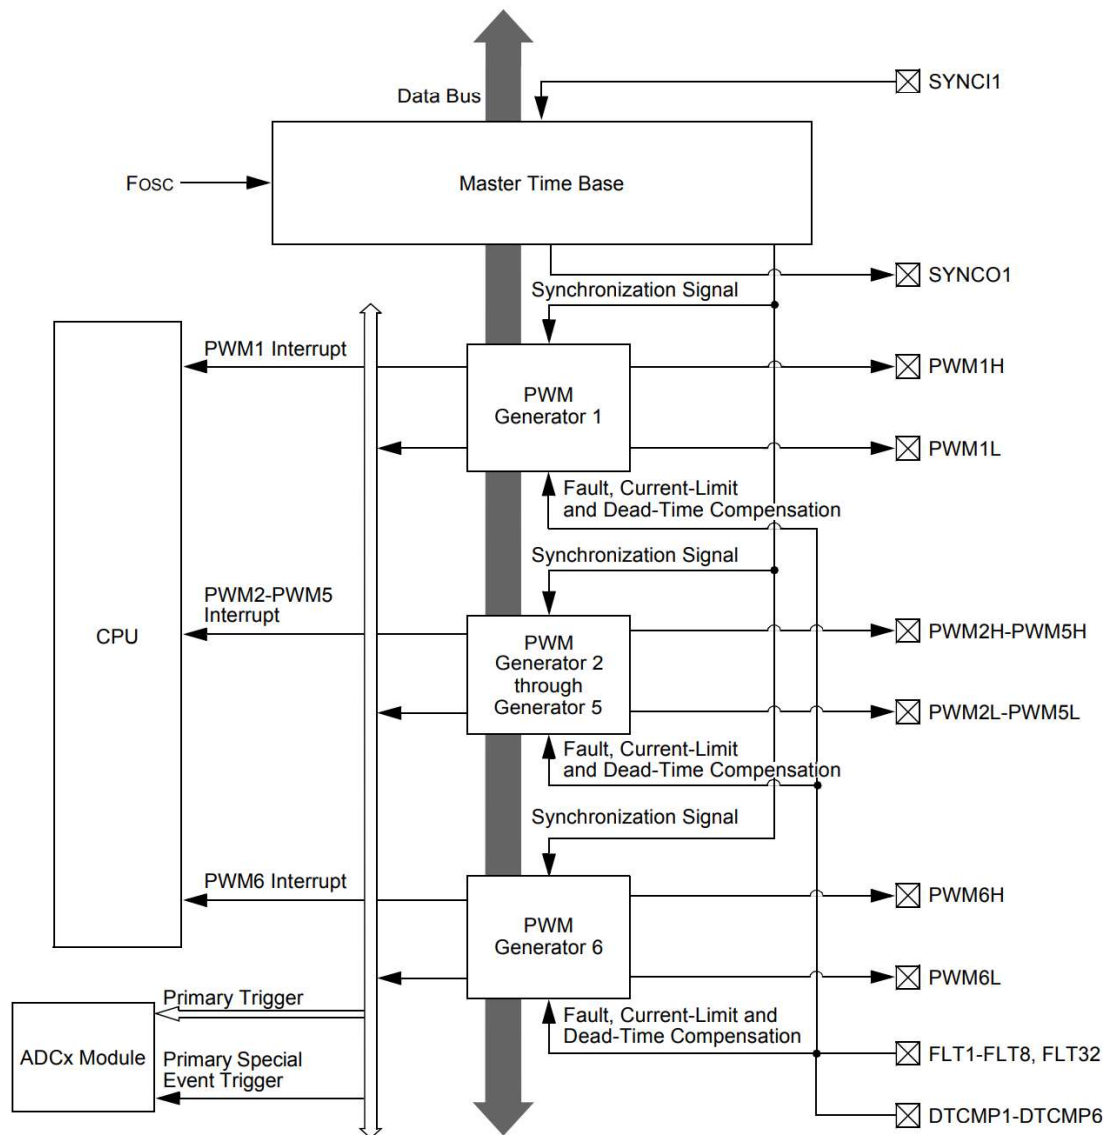 SYNCI1
Data Bus
FOSC
Master Time Base
SYNCO1
Synchronization Signal
PWM1 Interrupt
PWM
Generator 1
PWM1H
PWM1L
Fault, Current-Limit
and Dead-Time Compensation
Synchronization Signal
CPU
PWM2-PWM5
Interrupt
PWM
Generator 2
through
Generator 5
PWM2H-PWM5H
PWM2L-PWM5L
Fault, Current-Limit
and Dead-Time Compensation
Synchronization Signal
PWM6 Interrupt
PWM
Generator 6
PWM6H
PWM6L
Primary Trigger
Fault, Current-Limit and
Dead-Time Compensation
ADCx Module
Primary Special
Event Trigger
FLT1-FLT8, FLT32
DTCMP1-DTCMP6